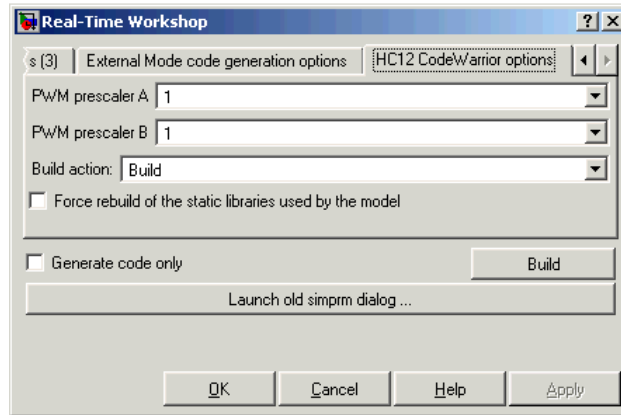 Real-Time Workshop
s (3) External Mode code generation options HC12 CodeWarrior options
PWM prescaler A 1
PWM prescaler B 1
Build action: Build
Force rebuild of the static libraries used by the model
Generate code only Build
Launch old simprm dialog ...
OK Cancel Help Apply